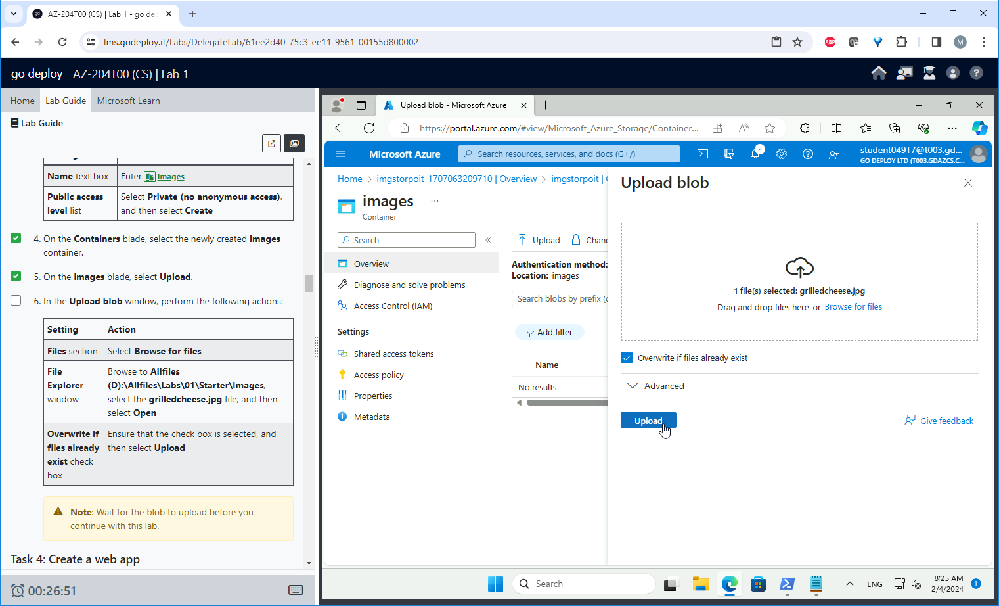 AZ-204T00 (CS) | Lab 1 - go de
lms.godeploy.it/Labs/DelegateLab/61ee2d40-75c3-ee11-9561-00155d800002
ABP
M
go deploy AZ-204T00 (CS) | Lab 1
Home Lab Guide Microsoft Learn
Lab Guide
Name text box Enter images
Public access level list
Select Private (no anonymous access), and then select Create
4. On the Containers blade, select the newly created images
container.
5. On the images blade, select Upload.
6. In the Upload blob window, perform the following actions:
Setting Action
Files section Select Browse for files
File Explorer window
Browse to Allfiles
(D):\Allfiles\Labs\01\Starter\Images,
select the grilledcheese.jpg file, and then
select Open
Overwrite if
files already
exist check
box
Ensure that the check box is selected, and
then select Upload
Note: Wait for the blob to upload before you
continue with this lab.
Task 4: Create a web app
00:26:51
Upload blob - Microsoft Azure
https://portal.azure.com/#view/Microsoft_Azure_Storage/Container...
Microsoft Azure
Search resources, services, and docs (G+/)
2
student049T7@t003.gd...
GO DEPLOY LTD (T003.GDAZCS.C...
Home > imgstorpoit_1707063209710 | Overview > imgstorpoit |
images
...
Container
Search
«
Overview
Diagnose and solve problems
Access Control (IAM)
Settings
Shared access tokens
Access policy
Properties
Metadata
Upload Chang
Authentication method:
Location: images
Search blobs by prefix (c
Add filter
Name
No results
Upload blob
1 file(s) selected: grilledcheese.jpg
Drag and drop files here or Browse for files
Overwrite if files already exist
Advanced
Upload
Give feedback
Search
ENG
8:25 AM
2/4/2024
1